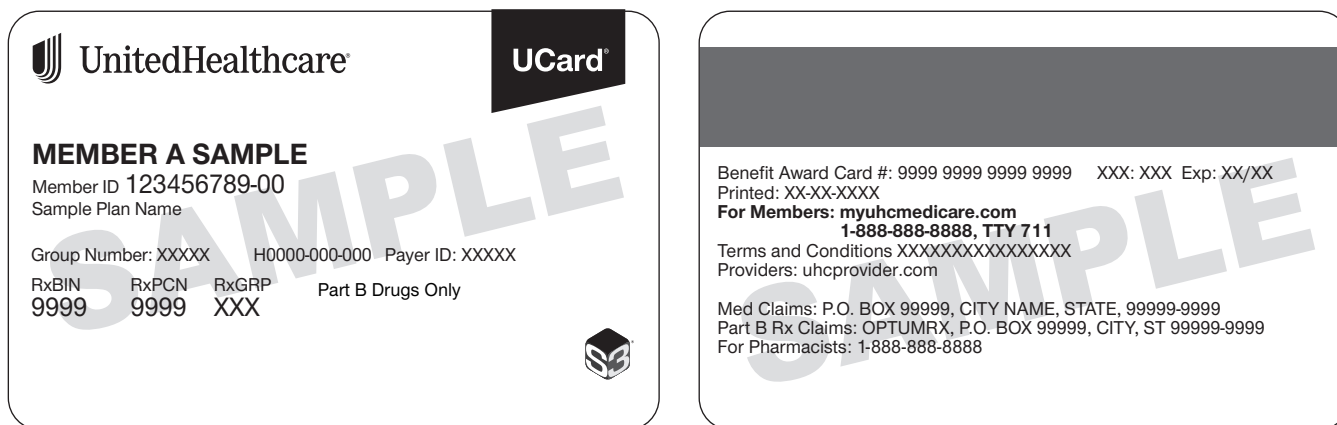 UnitedHealthcare®
UCard®
MEMBER A SAMPLE
Member ID 123456789-00
Sample Plan Name
Group Number: XXXXX H0000-000-000 Payer ID: XXXXX
RxBIN RxPCN RxGRP
9999 9999 XXX Part B Drugs Only
S3
SAMPLE
Benefit Award Card #: 9999 9999 9999 9999 XXX: XXX Exp: XX/XX
Printed: XX-XX-XXXX
For Members: myuhcmedicare.com
1-888-888-8888, TTY 711
Terms and Conditions XXXXXXXXXXXXXXXX
Providers: uhcprovider.com
Med Claims: P.O. BOX 99999, CITY NAME, STATE, 99999-9999
Part B Rx Claims: OPTUMRX, P.O. BOX 99999, CITY, ST 99999-9999
For Pharmacists: 1-888-888-8888
SAMPLE